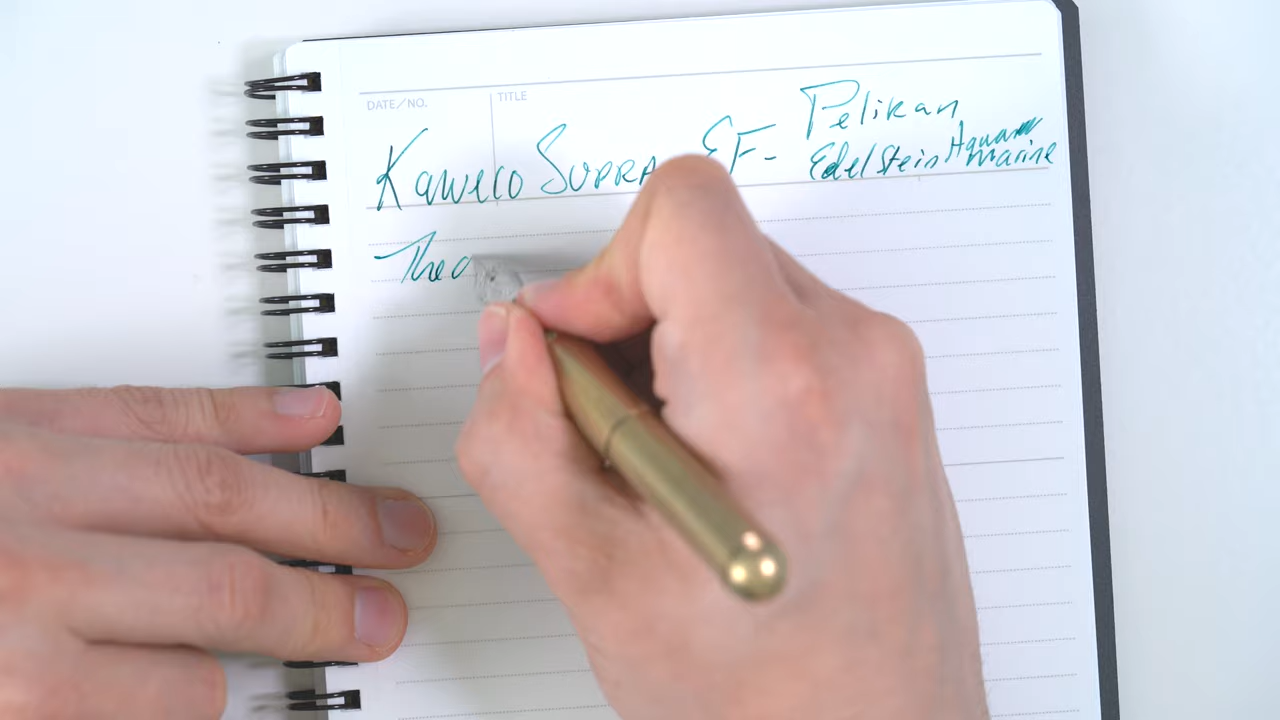 DATE/NO. TITLE
Kaweco SUPRA EF- Pelikan
Edelstein Aquamarine
The